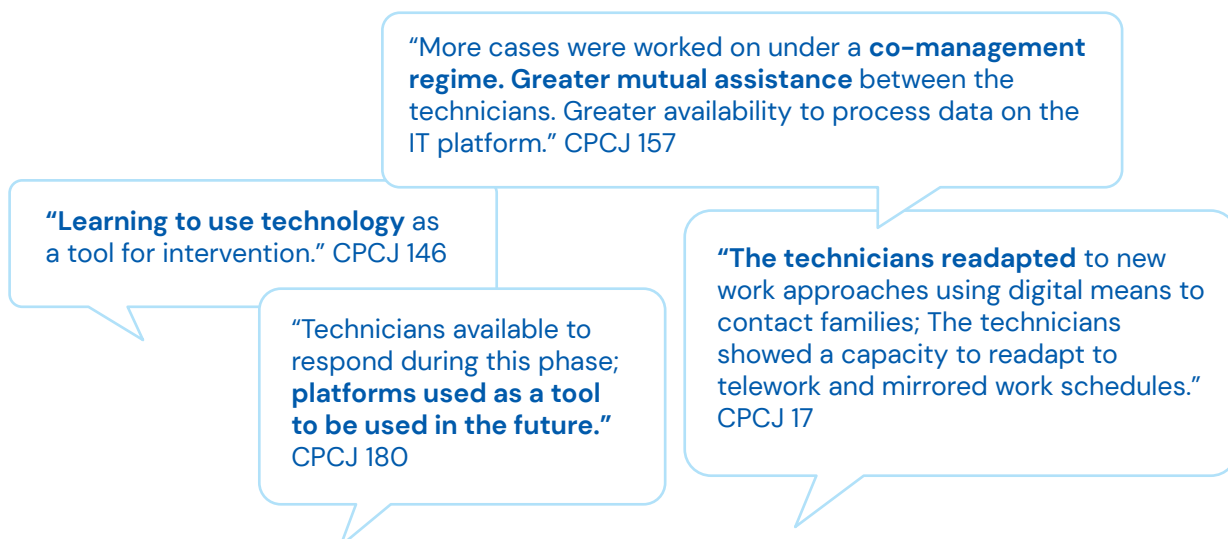 “More cases were worked on under a co-management
regime. Greater mutual assistance between the
technicians. Greater availability to process data on the
IT platform.” CPCJ 157
“Learning to use technology as
a tool for intervention.” CPCJ 146
“The technicians readapted to new
work approaches using digital means to
contact families; The technicians
showed a capacity to readapt to
telework and mirrored work schedules.”
CPCJ 17
“Technicians available to
respond during this phase;
platforms used as a tool
to be used in the future.”
CPCJ 180